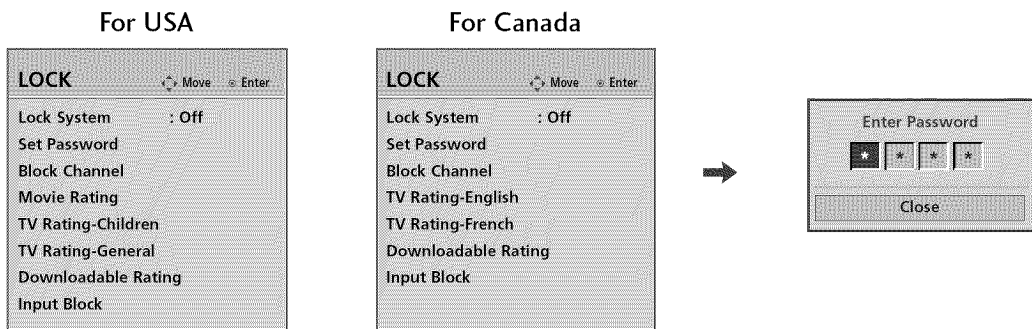 For USA
LOCK Move Enter
Lock System : Off
Set Password
Block Channel
Movie Rating
TV Rating-Children
TV Rating-General
Downloadable Rating
Input Block
For Canada
LOCK Move Enter
Lock System : Off
Set Password
Block Channel
TV Rating-English
TV Rating-French
Downloadable Rating
Input Block
Enter Password
* * * *
Close